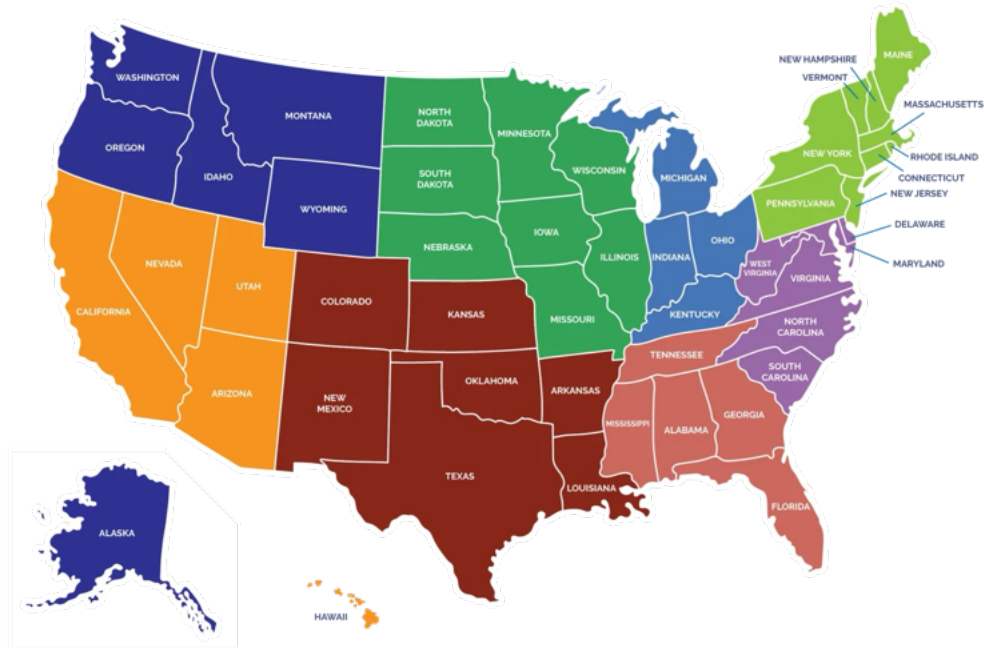 MAINE
NEW HAMPSHIRE
VERMONT
WASHINGTON
MASSACHUSETTS
MONTANA
NORTH
DAKOTA
MINNESOTA
OREGON
NEW YORK
RHODE ISLAND
WISCONSIN
IDAHO
SOUTH
DAKOTA
MICHIGAN
CONNECTICUT
NEW JERSEY
PENNSYLVANIA
WYOMING
DELAWARE
IOWA
OHIO
NEBRASKA
ILLINOIS
INDIANA
WEST
VIRGINIA
MARYLAND
NEVADA
VIRGINIA
UTAH
COLORADO
CALIFORNIA
KANSAS
MISSOURI
KENTUCKY
NORTH
CAROLINA
TENNESSEE
SOUTH
CAROLINA
OKLAHOMA
ARKANSAS
ARIZONA
NEW
MEXICO
MISSISSIPPI
ALABAMA
GEORGIA
TEXAS
LOUISIANA
FLORIDA
ALASKA
HAWAII